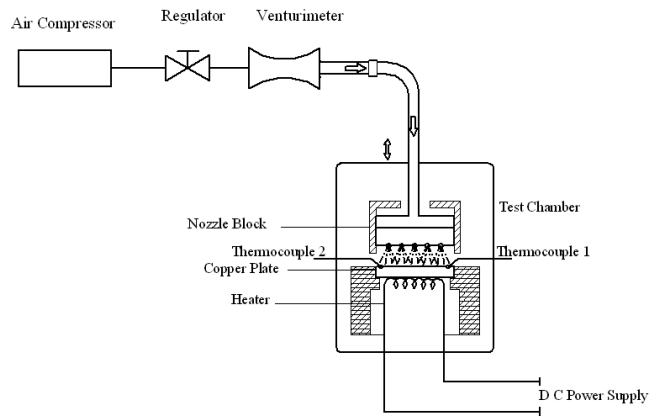 Air Compressor
Regulator
Venturimeter
Nozzle Block
Test Chamber
Thermocouple 2
Thermocouple 1
Copper Plate
Heater
D C Power Supply